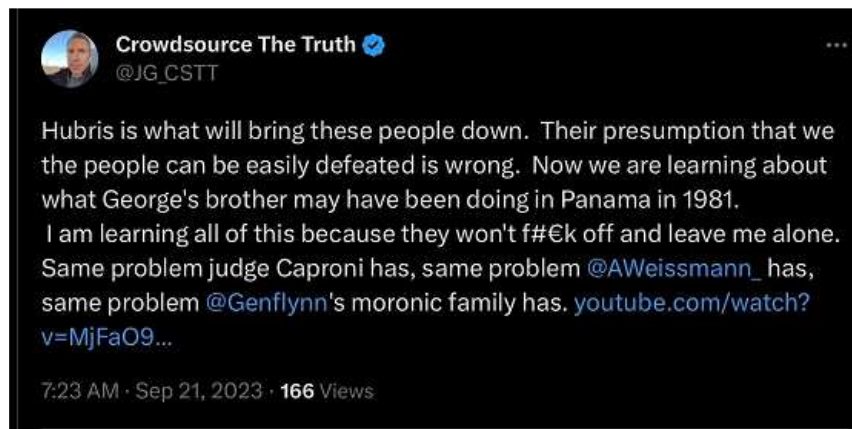 Crowdsource The Truth
@JG_CSTT
Hubris is what will bring these people down.  Their presumption that we
the people can be easily defeated is wrong.  Now we are learning about
what George's brother may have been doing in Panama in 1981.
I am learning all of this because they won't f#€k off and leave me alone.
Same problem judge Caproni has, same problem @AWeissmann_ has,
same problem @Genflynn's moronic family has. youtube.com/watch?
v=MjFaO9...
7:23 AM · Sep 21, 2023 · 166 Views